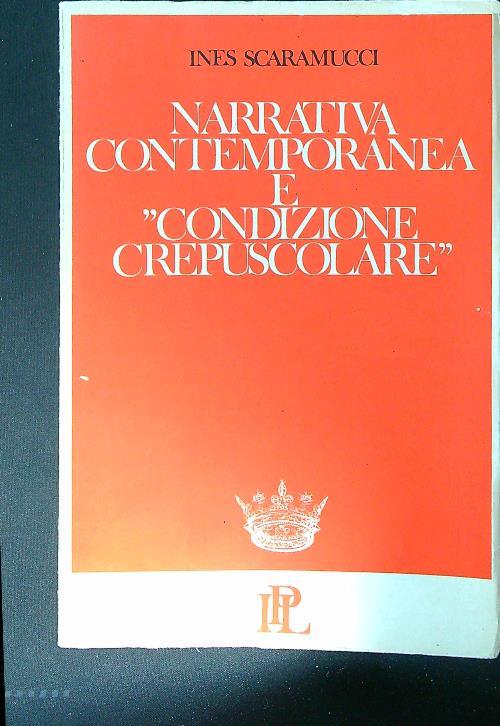 INES SCARAMUCCI
NARRATIVA
CONTEMPORANEA
E
"CONDIZIONE
CREPUSCOLARE"
IPL